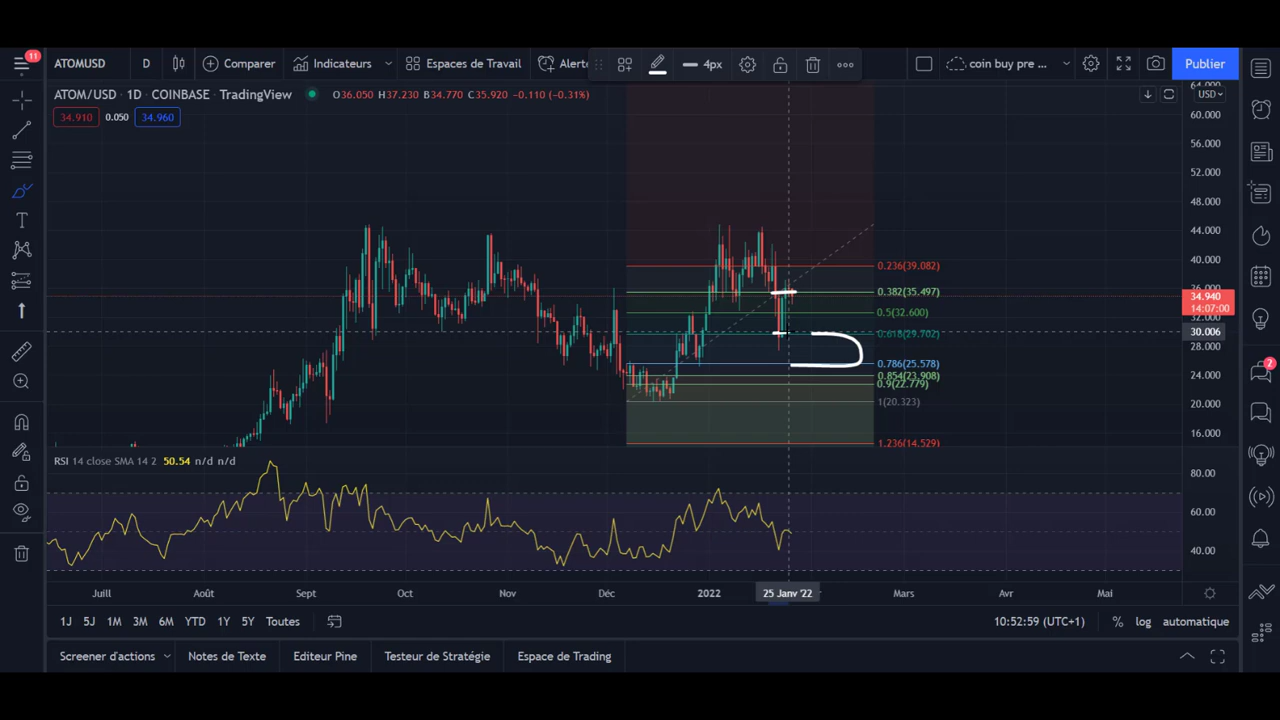 11
ATOMUSD
D
Comparer
Indicateurs
Espaces de Travail
Alerte
4px
coin buy pre ...
Publier
ATOM/USD · 1D · COINBASE · TradingView
O36.050 H37.230 B34.770 C35.920 −0.110 (−0.31%)
USD
34.910 0.050 34.960
60.000
56.000
52.000
48.000
44.000
40.000
36.000
34.940
14:07:00
32.000
30.006
28.000
24.000
20.000
16.000
0.236(39.082)
0.382(35.497)
0.5(32.600)
0.618(29.702)
0.786(25.578)
0.854(23.908)
0.9(22.779)
1(20.323)
1.236(14.529)
2
RSI 14 close SMA 14 2 50.54 n/d n/d
80.00
60.00
40.00
Juill Août Sept Oct Nov Déc 2022 25 Janv '22 Mars Avr Mai
1J 5J 1M 3M 6M YTD 1Y 5Y Toutes
10:52:59 (UTC+1) % log automatique
Screener d'actions Notes de Texte Editeur Pine Testeur de Stratégie Espace de Trading